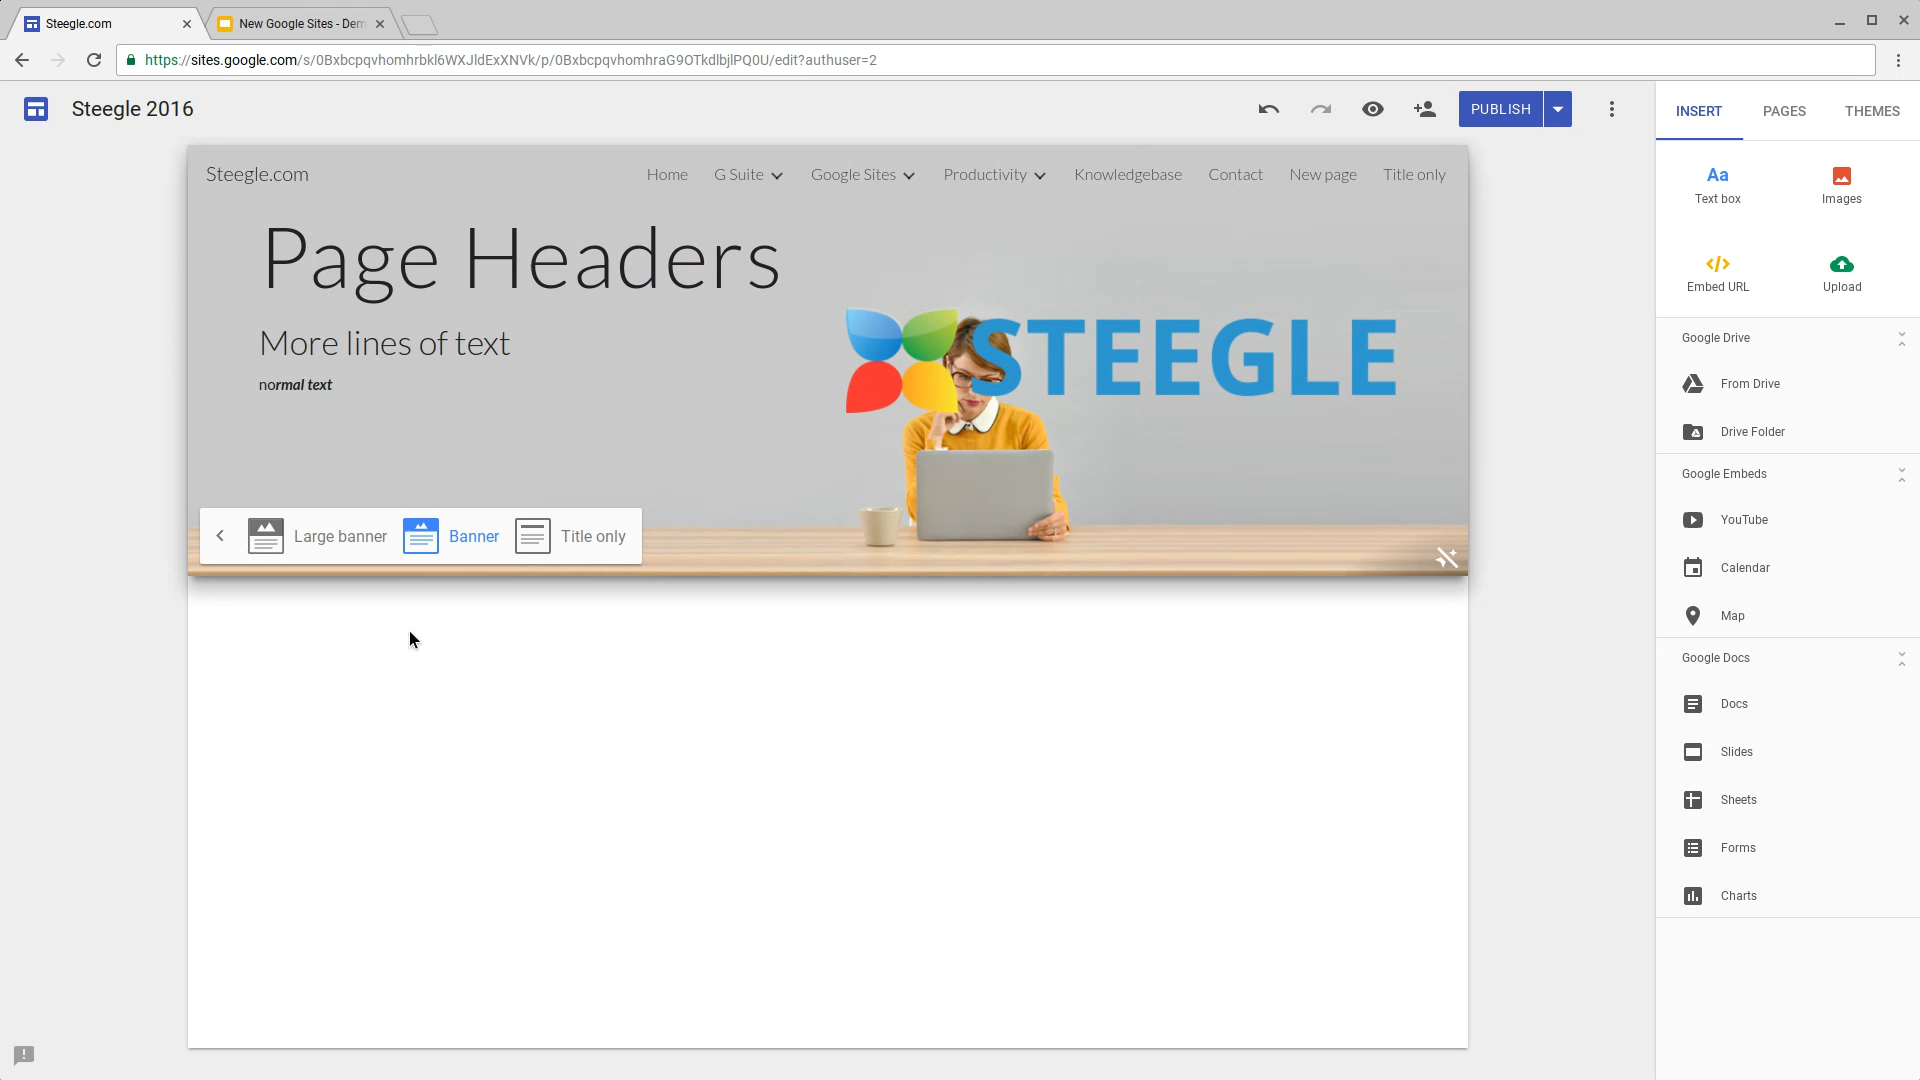 Steegle.com
New Google Sites - Dem
https://sites.google.com/s/0Bxbcpqvhomhrbkl6WXJldExXNVk/p/0BxbcpqvhomhraG9OTkdlbjlPQ0U/edit?authuser=2
Steegle 2016
PUBLISH
INSERT PAGES THEMES
Steegle.com
Home G Suite Google Sites Productivity Knowledgebase Contact New page Title only
Page Headers
More lines of text
normal text
STEEGLE
Large banner Banner Title only
Aa
Text box Images
Embed URL Upload
Google Drive
From Drive
Drive Folder
Google Embeds
YouTube
Calendar
Map
Google Docs
Docs
Slides
Sheets
Forms
Charts